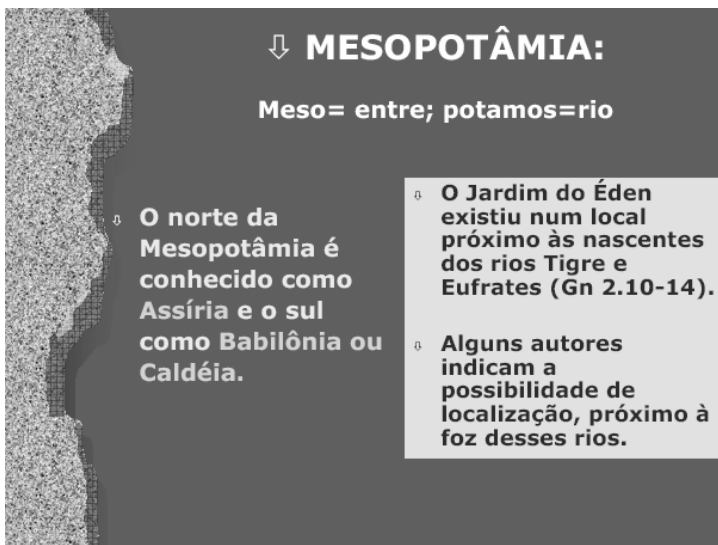 ⇩ MESOPOTÂMIA:
Meso= entre; potamos=rio
⇩ O norte da
Mesopotâmia é
conhecido como
Assíria e o sul
como Babilônia ou
Caldéia.
⇩ O Jardim do Éden
existiu num local
próximo às nascentes
dos rios Tigre e
Eufrates (Gn 2.10-14).
⇩ Alguns autores
indicam a
possibilidade de
localização, próximo à
foz desses rios.